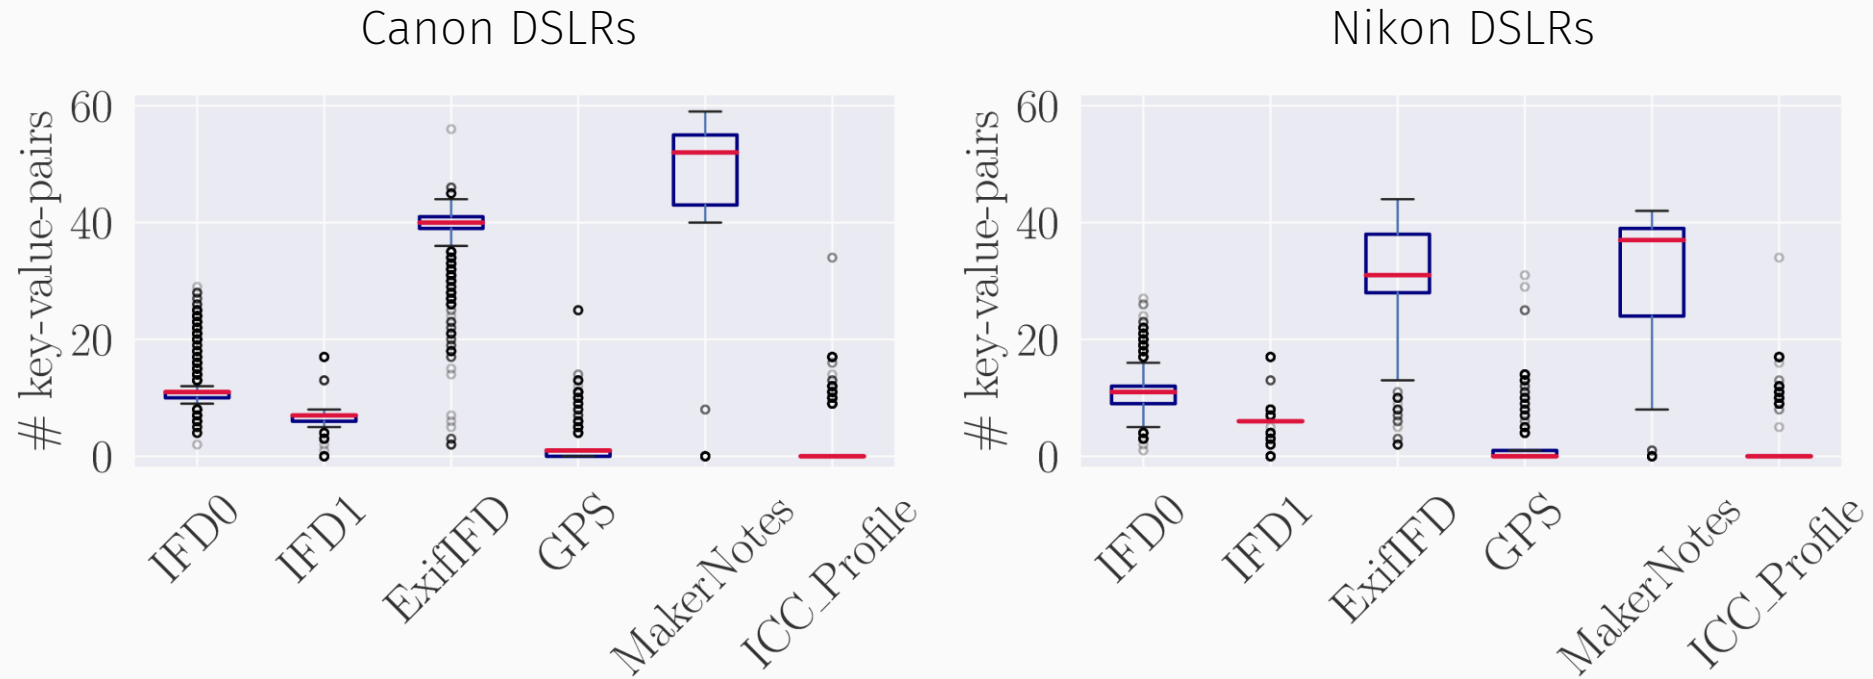 Canon DSLRs
# key-value-pairs
60
40
20
0
IFD0
IFD1
ExifIFD
GPS
MakerNotes
ICC_Profile
Nikon DSLRs
# key-value-pairs
60
40
20
0
IFD0
IFD1
ExifIFD
GPS
MakerNotes
ICC_Profile